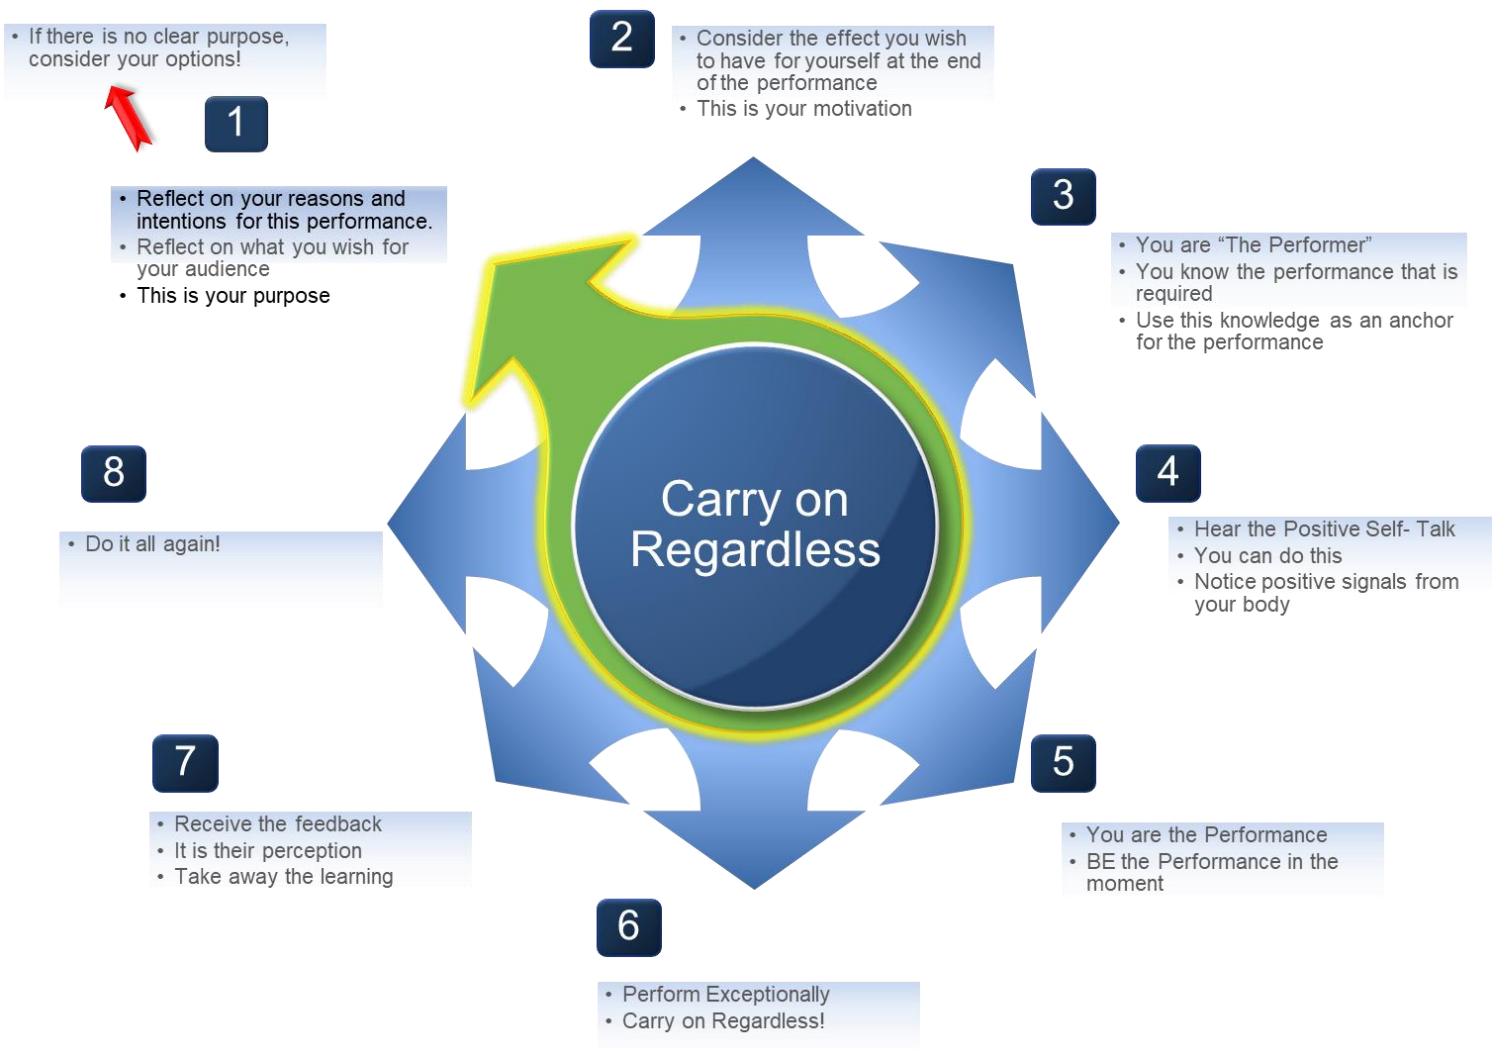 • If there is no clear purpose,
consider your options!
1
• Reflect on your reasons and
intentions for this performance.
• Reflect on what you wish for
your audience
• This is your purpose
2
• Consider the effect you wish
to have for yourself at the end
of the performance
• This is your motivation
3
• You are “The Performer”
• You know the performance that is
required
• Use this knowledge as an anchor
for the performance
4
• Hear the Positive Self- Talk
• You can do this
• Notice positive signals from
your body
5
• You are the Performance
• BE the Performance in the
moment
6
• Perform Exceptionally
• Carry on Regardless!
7
• Receive the feedback
• It is their perception
• Take away the learning
8
• Do it all again!
Carry on
Regardless